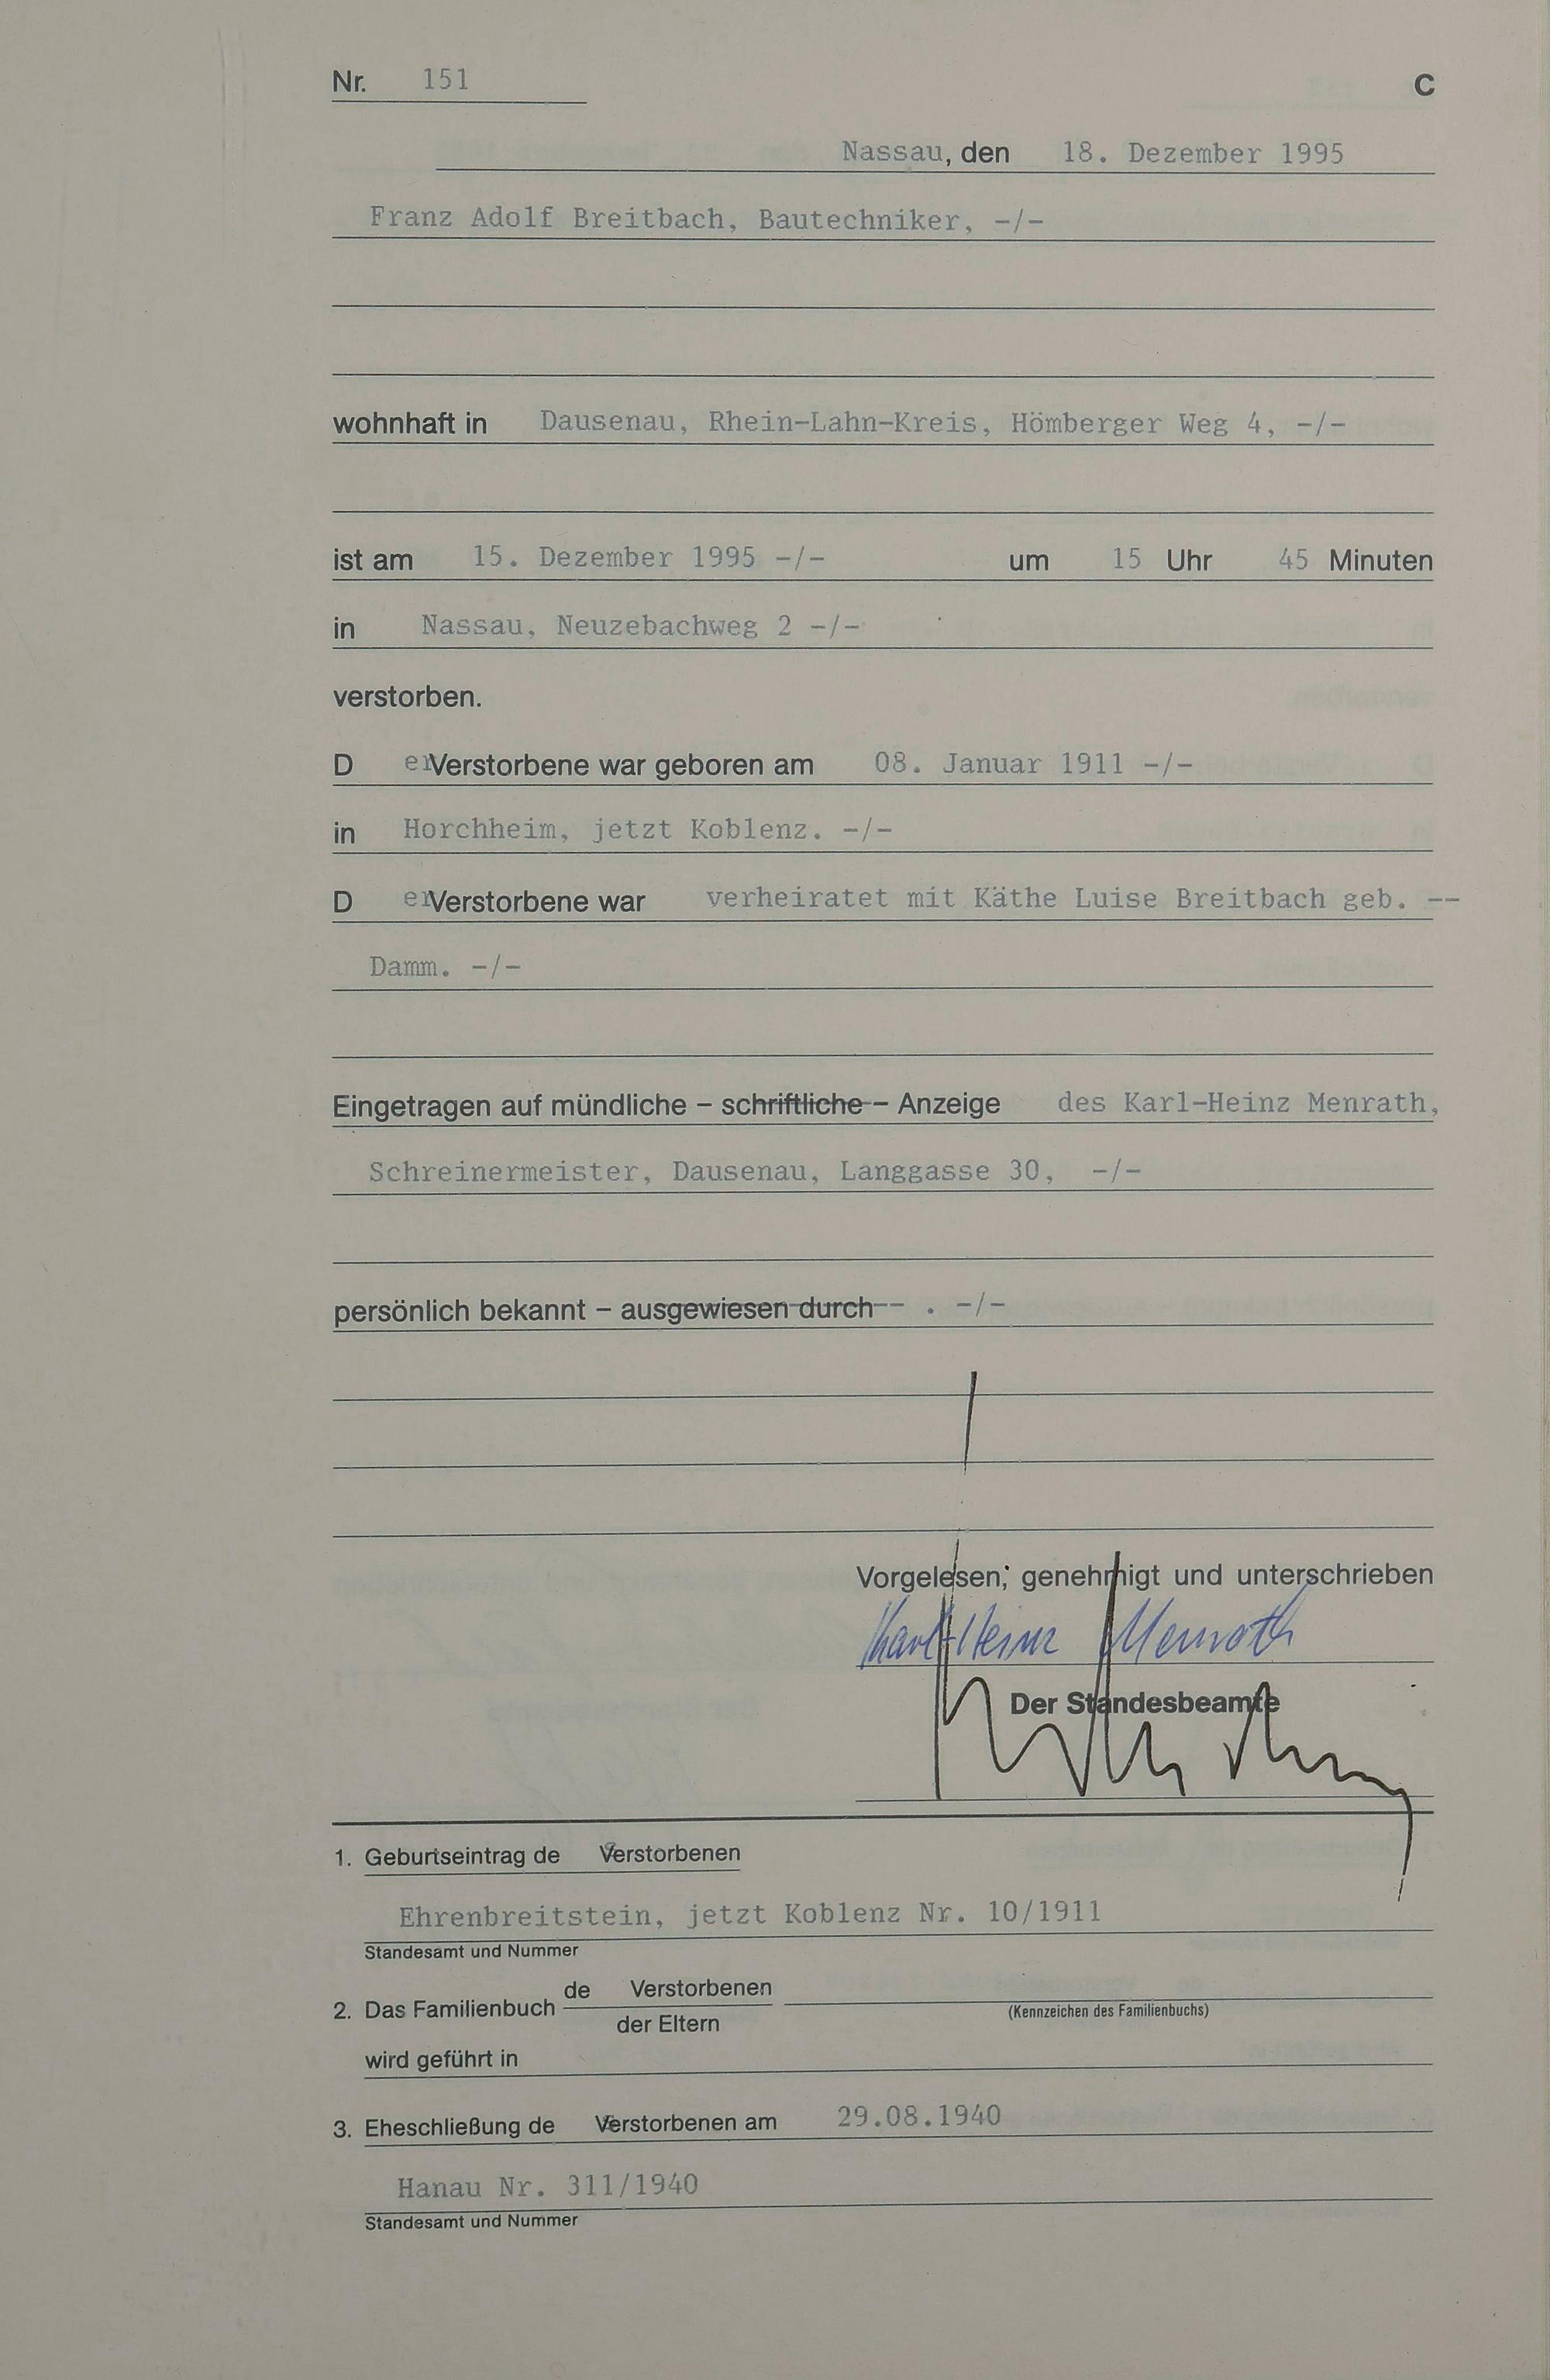 Nr. 151 C
Nassau, den 18. Dezember 1995
Franz Adolf Breitbach, Bautechniker, -/-
wohnhaft in Dausenau, Rhein-Lahn-Kreis, Hömberger Weg 4, -/-
ist am 15. Dezember 1995 -/- um 15 Uhr 45 Minuten
in Nassau, Neuzebachweg 2 -/-
verstorben.
D er Verstorbene war geboren am 08. Januar 1911 -/-
in Horchheim, jetzt Koblenz. -/-
D er Verstorbene war verheiratet mit Käthe Luise Breitbach geb. --
Damm. -/-
Eingetragen auf mündliche – schriftliche – Anzeige des Karl-Heinz Menrath,
Schreinermeister, Dausenau, Langgasse 30, -/-
persönlich bekannt – ausgewiesen durch -- . -/-
Vorgelesen, genehmigt und unterschrieben
Karl-Heinz Menrath
Der Standesbeamte
1. Geburtseintrag de Verstorbenen
Ehrenbreitstein, jetzt Koblenz Nr. 10/1911
Standesamt und Nummer
de Verstorbenen
2. Das Familienbuch
(Kennzeichen des Familienbuchs)
der Eltern
wird geführt in
3. Eheschließung de Verstorbenen am 29.08.1940
Hanau Nr. 311/1940
Standesamt und Nummer